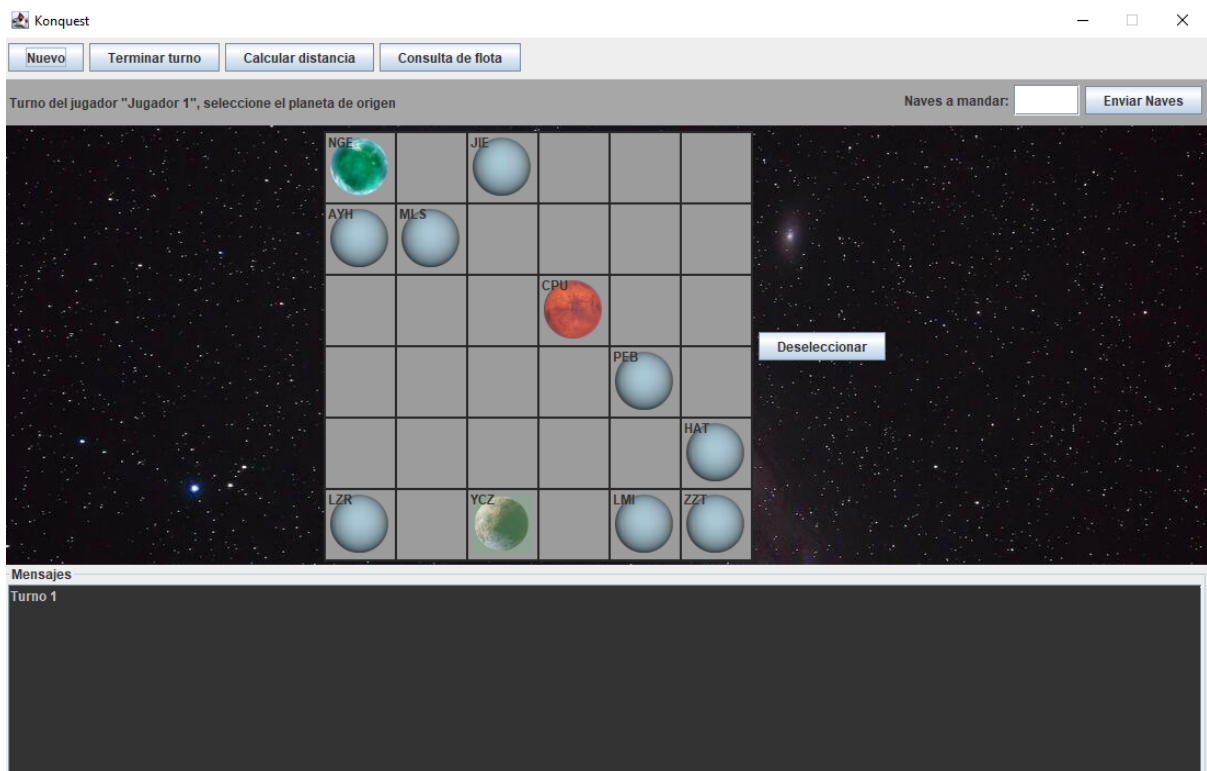 Konquest
Nuevo Terminar turno Calcular distancia Consulta de flota
Turno del jugador "Jugador 1", seleccione el planeta de origen Naves a mandar: Enviar Naves
NGE JIE
AYH MLS
CPU
Deseleccionar
PEB
HAT
LZR YCZ LMI ZZT
Mensajes
Turno 1